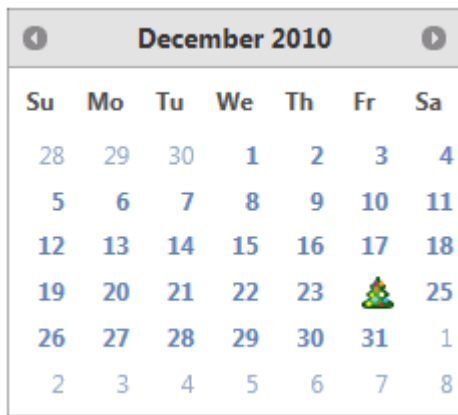 December 2010
Su Mo Tu We Th Fr Sa
28 29 30 1 2 3 4
5 6 7 8 9 10 11
12 13 14 15 16 17 18
19 20 21 22 23 25
26 27 28 29 30 31 1
2 3 4 5 6 7 8